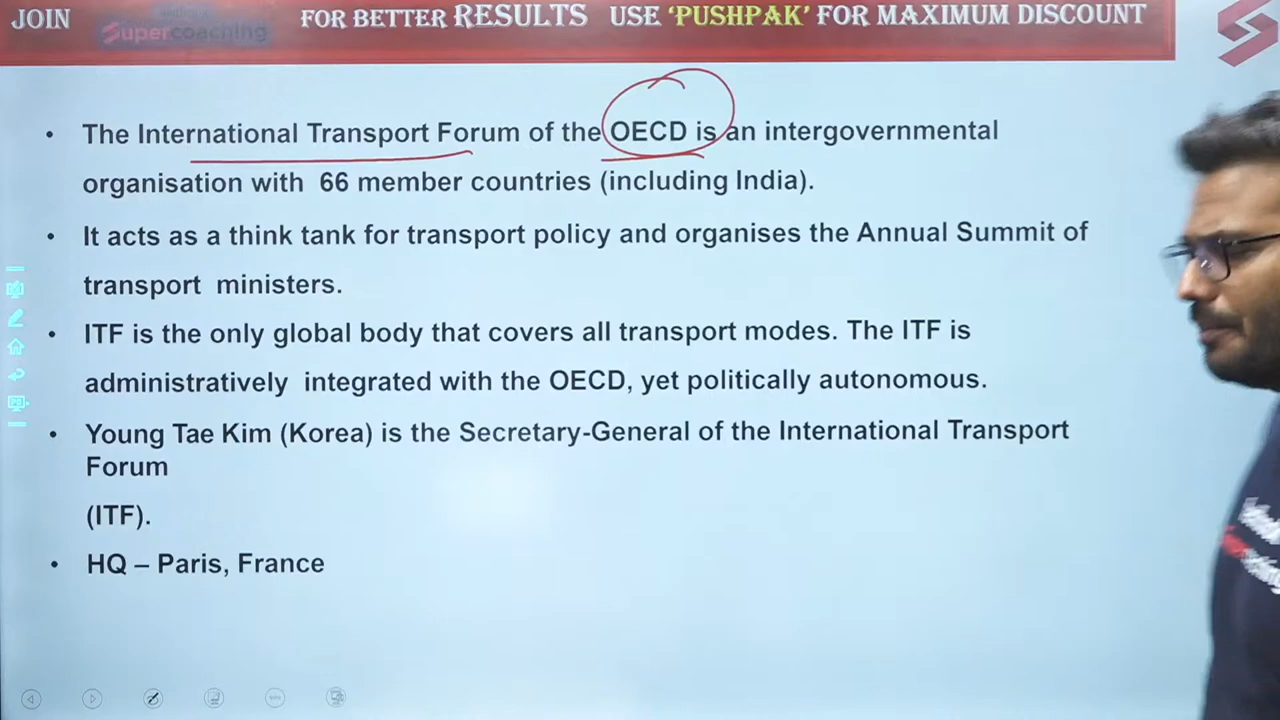 JOIN
Supercoaching
FOR BETTER RESULTS USE ‘PUSHPAK’ FOR MAXIMUM DISCOUNT
• The International Transport Forum of the OECD is an intergovernmental
organisation with 66 member countries (including India).
• It acts as a think tank for transport policy and organises the Annual Summit of
transport ministers.
• ITF is the only global body that covers all transport modes. The ITF is
administratively integrated with the OECD, yet politically autonomous.
• Young Tae Kim (Korea) is the Secretary-General of the International Transport
Forum
(ITF).
• HQ – Paris, France